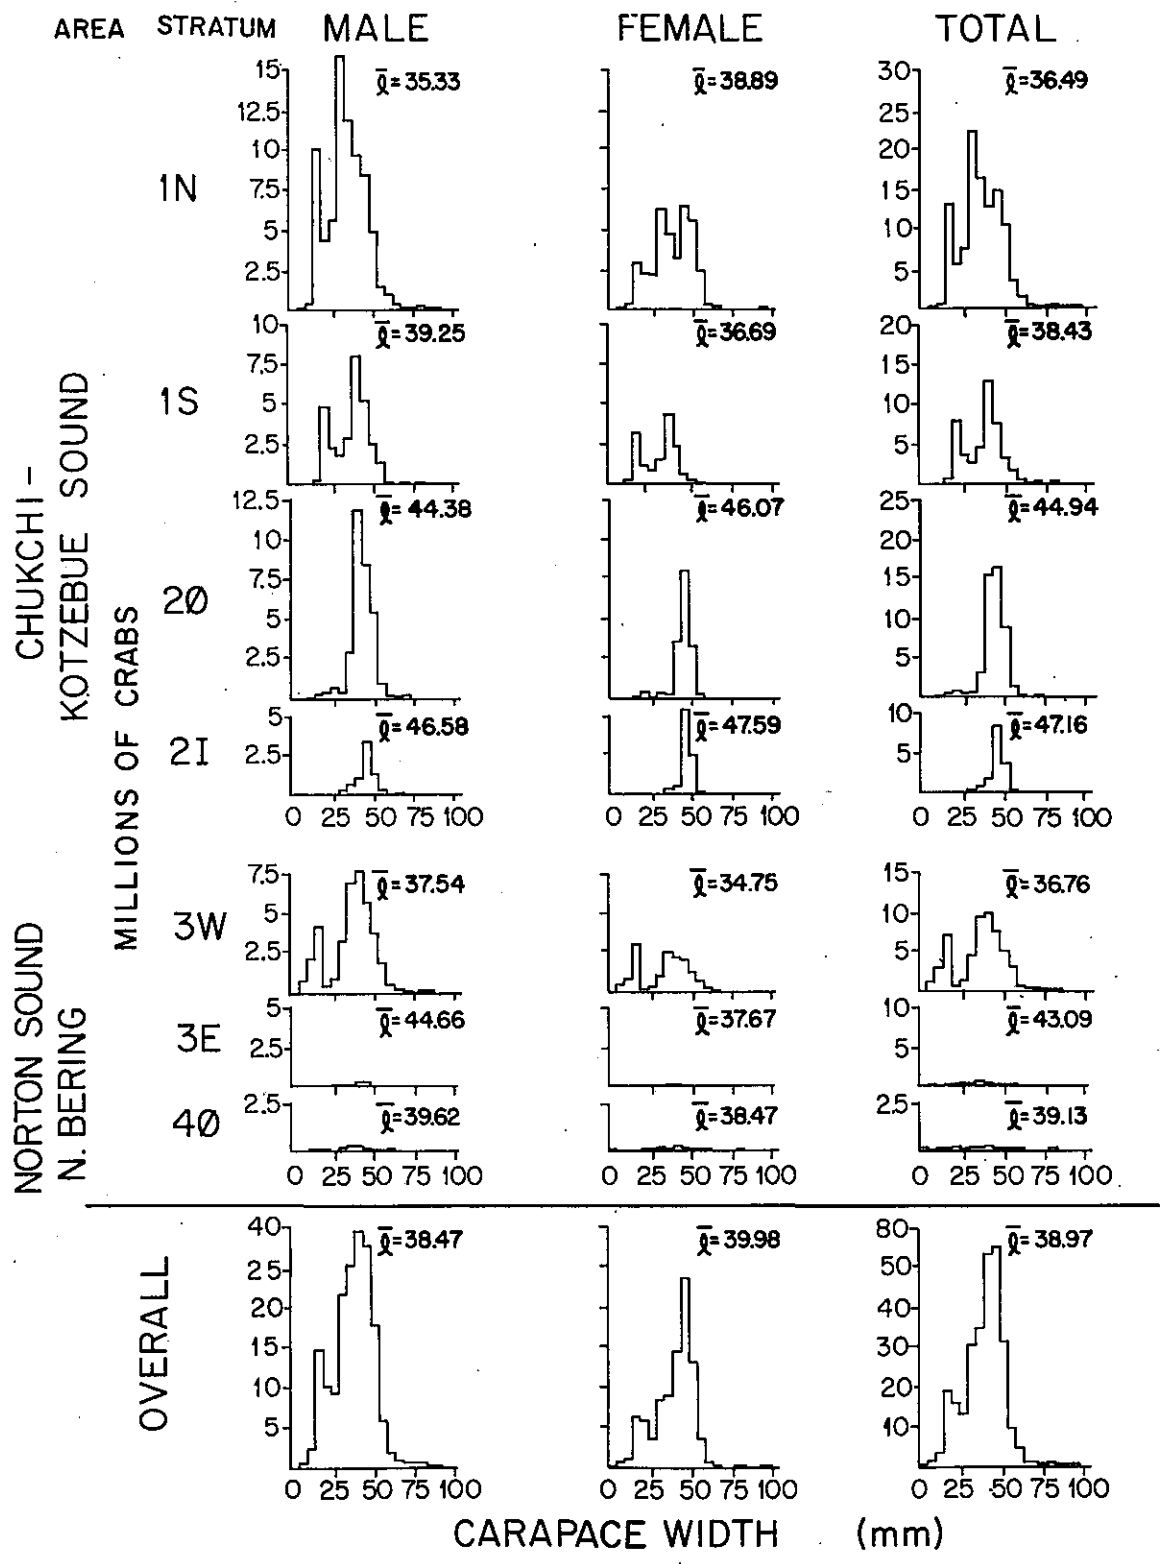 AREA STRATUM MALE FEMALE TOTAL
CHUKCHI –
KOTZEBUE SOUND
NORTON SOUND
N. BERING
MILLIONS OF CRABS
1N
15 12.5 10 7.5 5 2.5
l̄ = 35.33
l̄ = 38.89
30 25 20 15 10 5
l̄ = 36.49
1S
10 7.5 5 2.5
l̄ = 39.25
l̄ = 36.69
20 15 10 5
l̄ = 38.43
2Ø
12.5 10 7.5 5 2.5
l̄ = 44.38
l̄ = 46.07
25 20 15 10 5
l̄ = 44.94
2I
5 2.5
l̄ = 46.58
l̄ = 47.59
10 5
l̄ = 47.16
0 25 50 75 100 0 25 50 75 100 0 25 50 75 100
3W
7.5 5 2.5
l̄ = 37.54
l̄ = 34.75
15 10 5
l̄ = 36.76
3E
5 2.5
l̄ = 44.66
l̄ = 37.67
10 5
l̄ = 43.09
4Ø
2.5
l̄ = 39.62
l̄ = 38.47
2.5
l̄ = 39.13
0 25 50 75 100 0 25 50 75 100 0 25 50 75 100
OVERALL
40 25 20 15 10 5
l̄ = 38.47
l̄ = 39.98
80 50 40 30 20 10
l̄ = 38.97
0 25 50 75 100 0 25 50 75 100 0 25 50 75 100
CARAPACE WIDTH (mm)